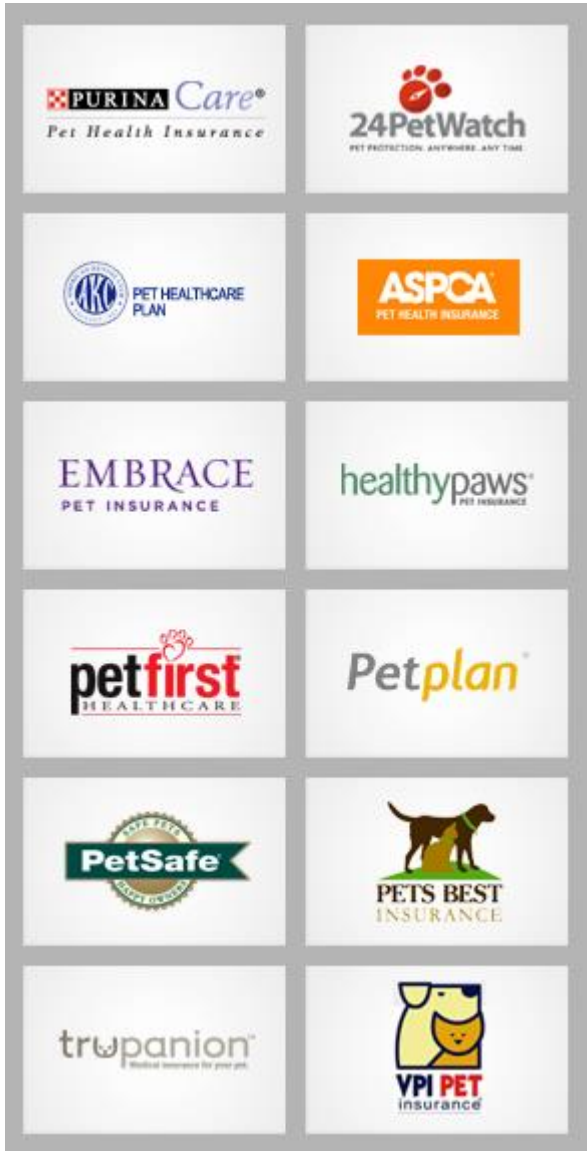 PURINA Care®
Pet Health Insurance
24PetWatch
PET PROTECTION. ANYWHERE. ANY TIME
AKC
PET HEALTHCARE
PLAN
ASPCA
PET HEALTH INSURANCE
EMBRACE
PET INSURANCE
healthypaws®
PET INSURANCE
petfirst
HEALTHCARE
Petplan®
SAFE PETS
PetSafe®
HAPPY OWNERS
PETS BEST
INSURANCE
trupanion™
Medical insurance for your pet.
VPI PET
insurance